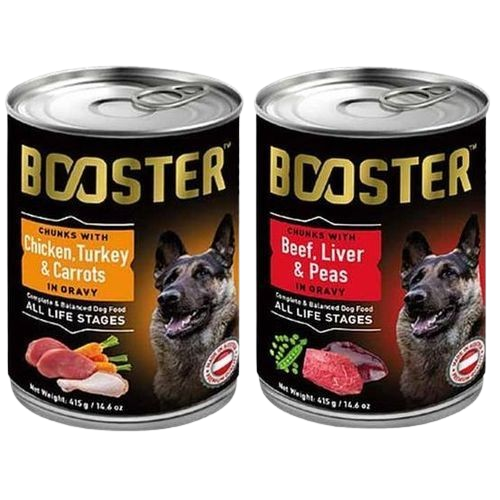 BOOSTER™
CHUNKS WITH
Chicken, Turkey
& Carrots
IN GRAVY
Complete & Balanced Dog Food
ALL LIFE STAGES
Net Weight: 415 g / 14.6 oz
BOOSTER™
CHUNKS WITH
Beef, Liver
& Peas
IN GRAVY
Complete & Balanced Dog Food
ALL LIFE STAGES
Net Weight: 415 g / 14.6 oz